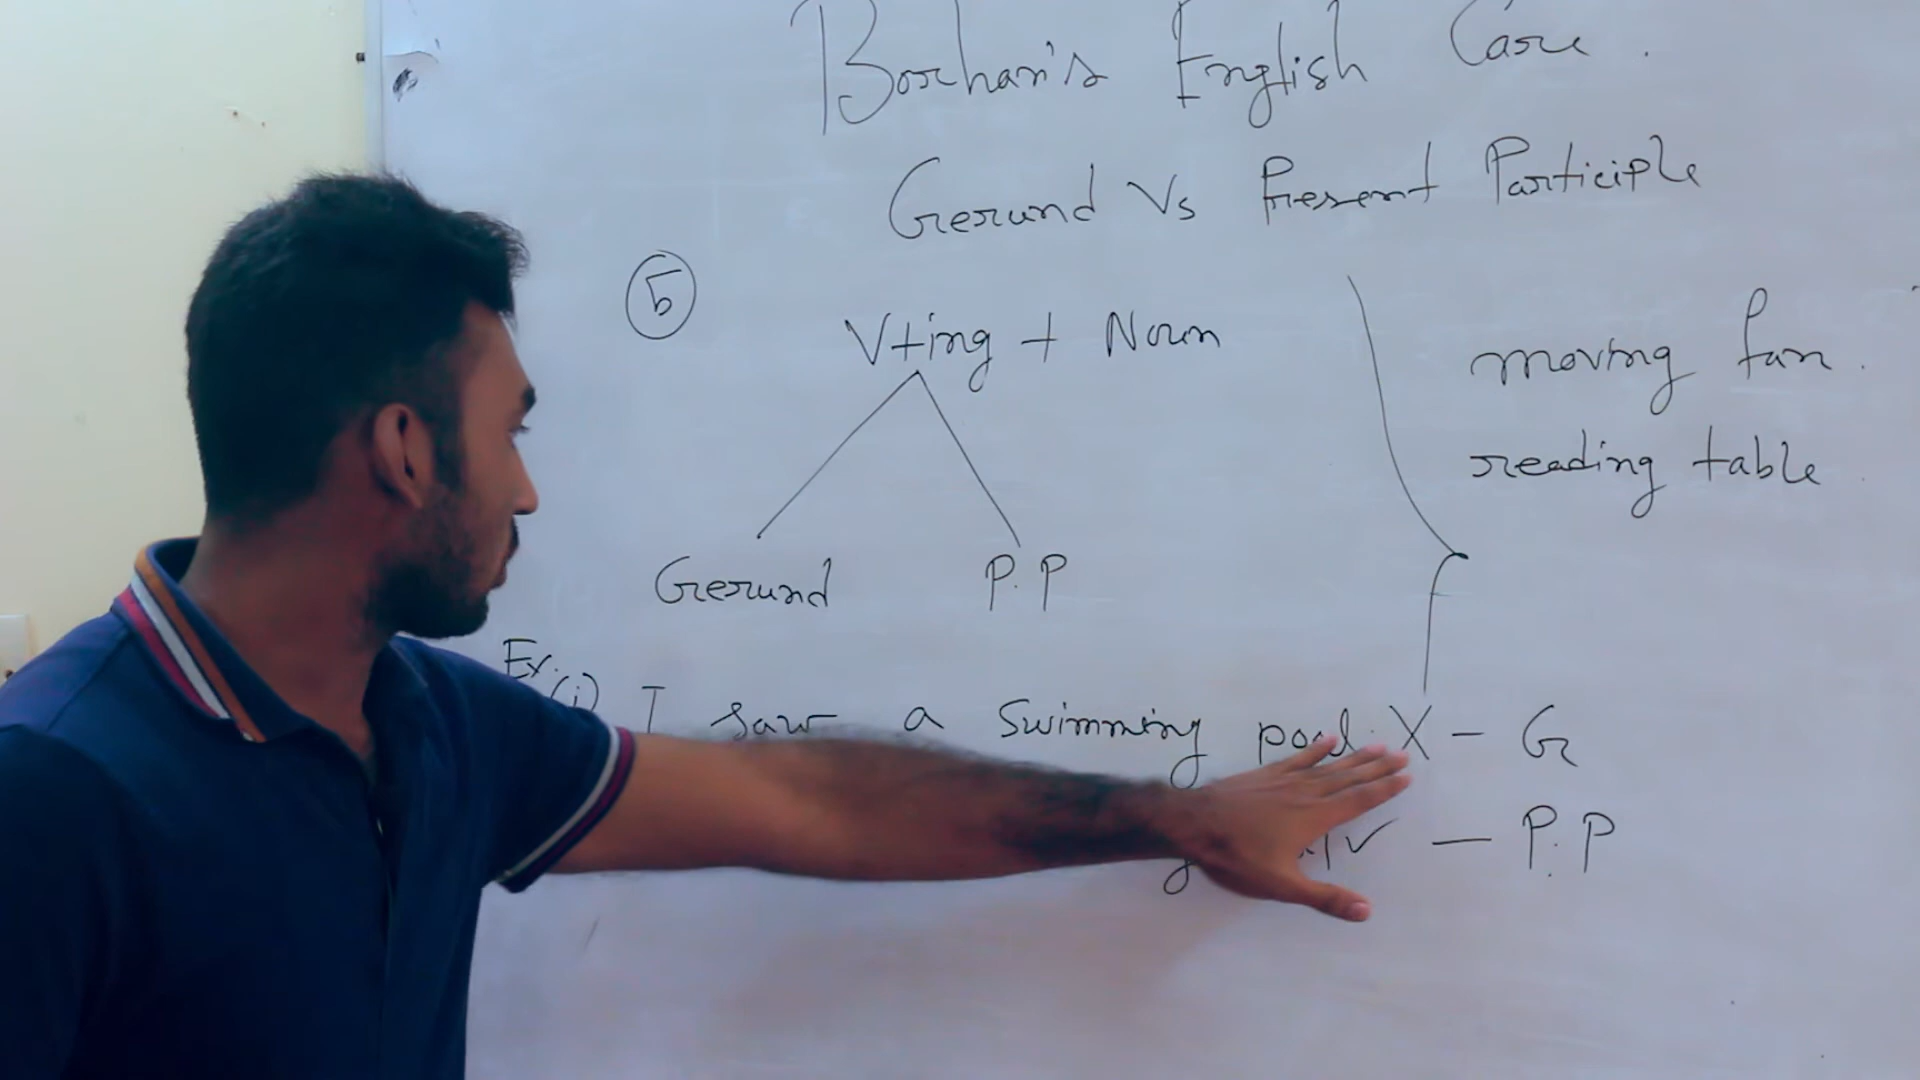 Borhan's English Care.
Gerund Vs Present Participle
5
V+ing + Noun
Gerund P.P
moving fan.
reading table
Ex.
(i) I saw a swimming pool. X - G
✓ - P.P